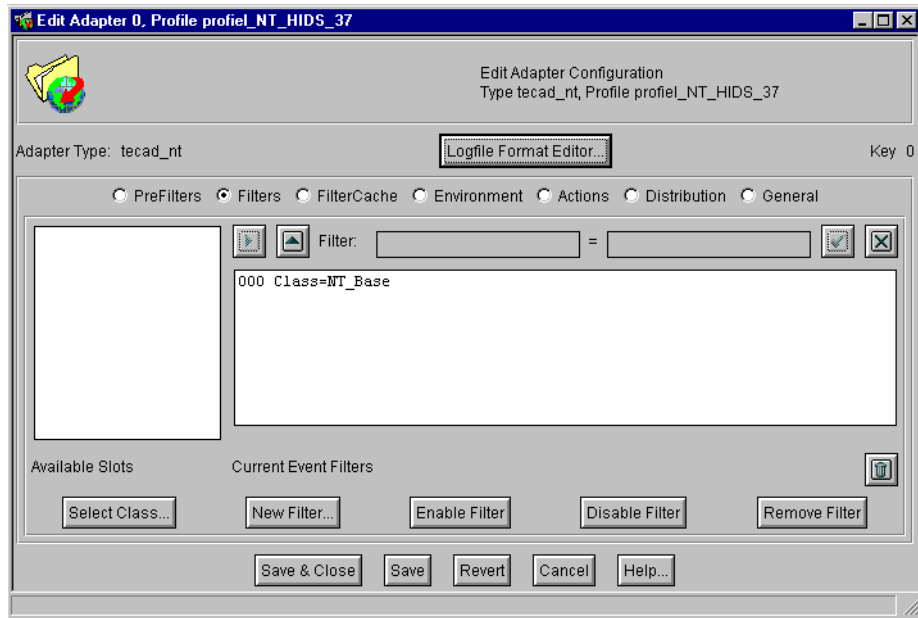 Edit Adapter 0, Profile profiel_NT_HIDS_37
Edit Adapter Configuration
Type tecad_nt, Profile profiel_NT_HIDS_37
Adapter Type: tecad_nt
Logfile Format Editor...
Key 0
PreFilters Filters FilterCache Environment Actions Distribution General
Filter: =
000 Class=NT_Base
Available Slots
Current Event Filters
Select Class... New Filter... Enable Filter Disable Filter Remove Filter
Save & Close Save Revert Cancel Help...